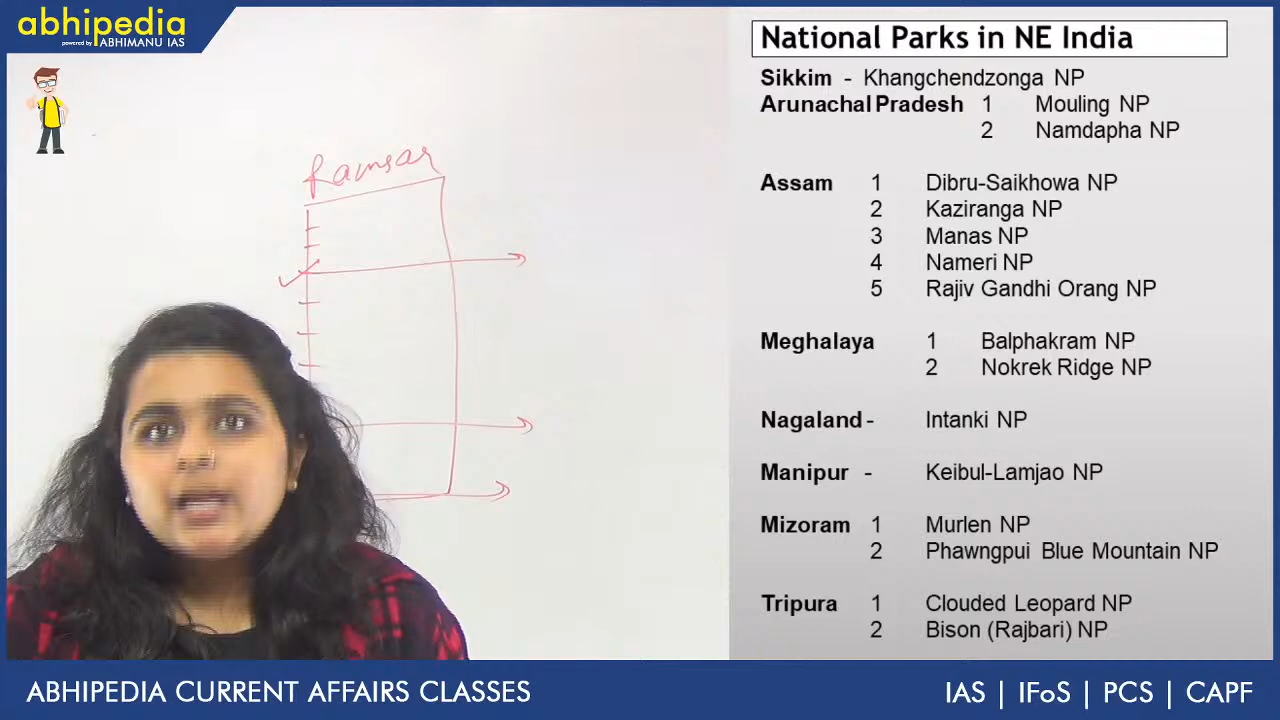 abhipedia
powered by ABHIMANU IAS
Ramsar
National Parks in NE India
Sikkim - Khangchendzonga NP
Arunachal Pradesh 1 Mouling NP
2 Namdapha NP
Assam 1 Dibru-Saikhowa NP
2 Kaziranga NP
3 Manas NP
4 Nameri NP
5 Rajiv Gandhi Orang NP
Meghalaya 1 Balphakram NP
2 Nokrek Ridge NP
Nagaland - Intanki NP
Manipur - Keibul-Lamjao NP
Mizoram 1 Murlen NP
2 Phawngpui Blue Mountain NP
Tripura 1 Clouded Leopard NP
2 Bison (Rajbari) NP
ABHIPEDIA CURRENT AFFAIRS CLASSES
IAS | IFoS | PCS | CAPF